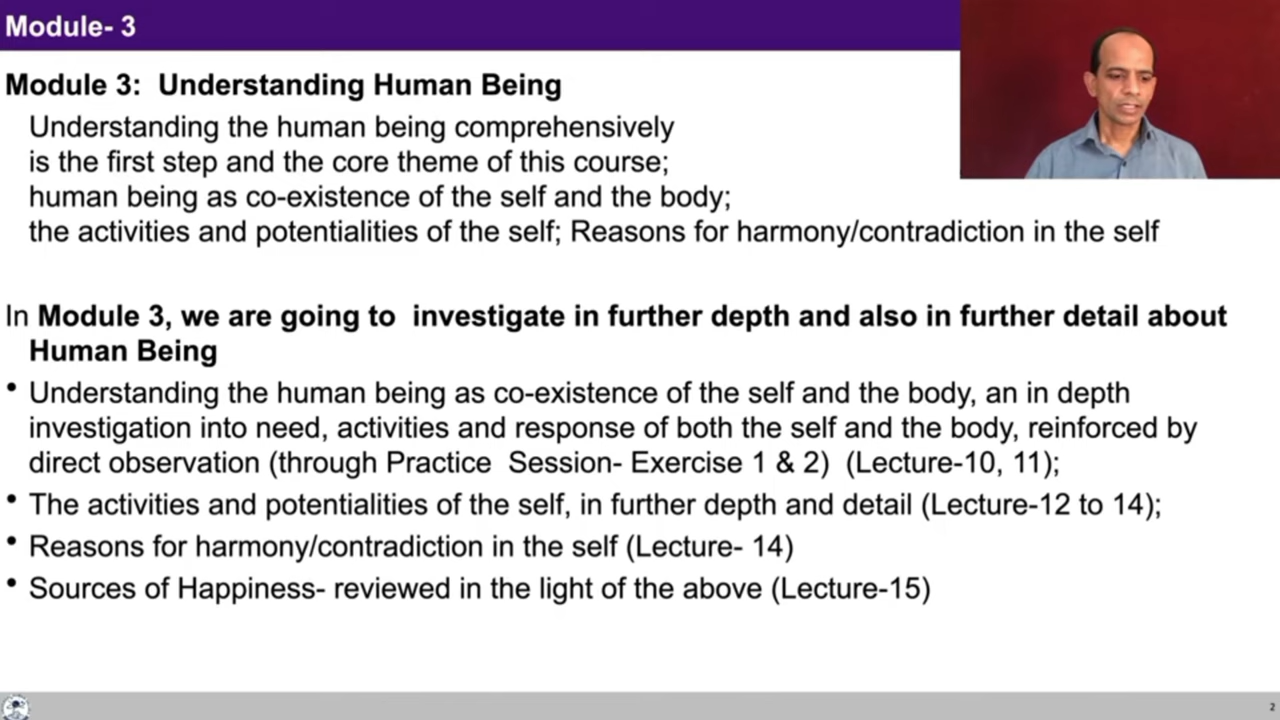 Module- 3
Module 3:  Understanding Human Being
Understanding the human being comprehensively
is the first step and the core theme of this course;
human being as co-existence of the self and the body;
the activities and potentialities of the self; Reasons for harmony/contradiction in the self
In Module 3, we are going to  investigate in further depth and also in further detail about
Human Being
• Understanding the human being as co-existence of the self and the body, an in depth
investigation into need, activities and response of both the self and the body, reinforced by
direct observation (through Practice  Session- Exercise 1 & 2)  (Lecture-10, 11);
• The activities and potentialities of the self, in further depth and detail (Lecture-12 to 14);
• Reasons for harmony/contradiction in the self (Lecture- 14)
• Sources of Happiness- reviewed in the light of the above (Lecture-15)
2